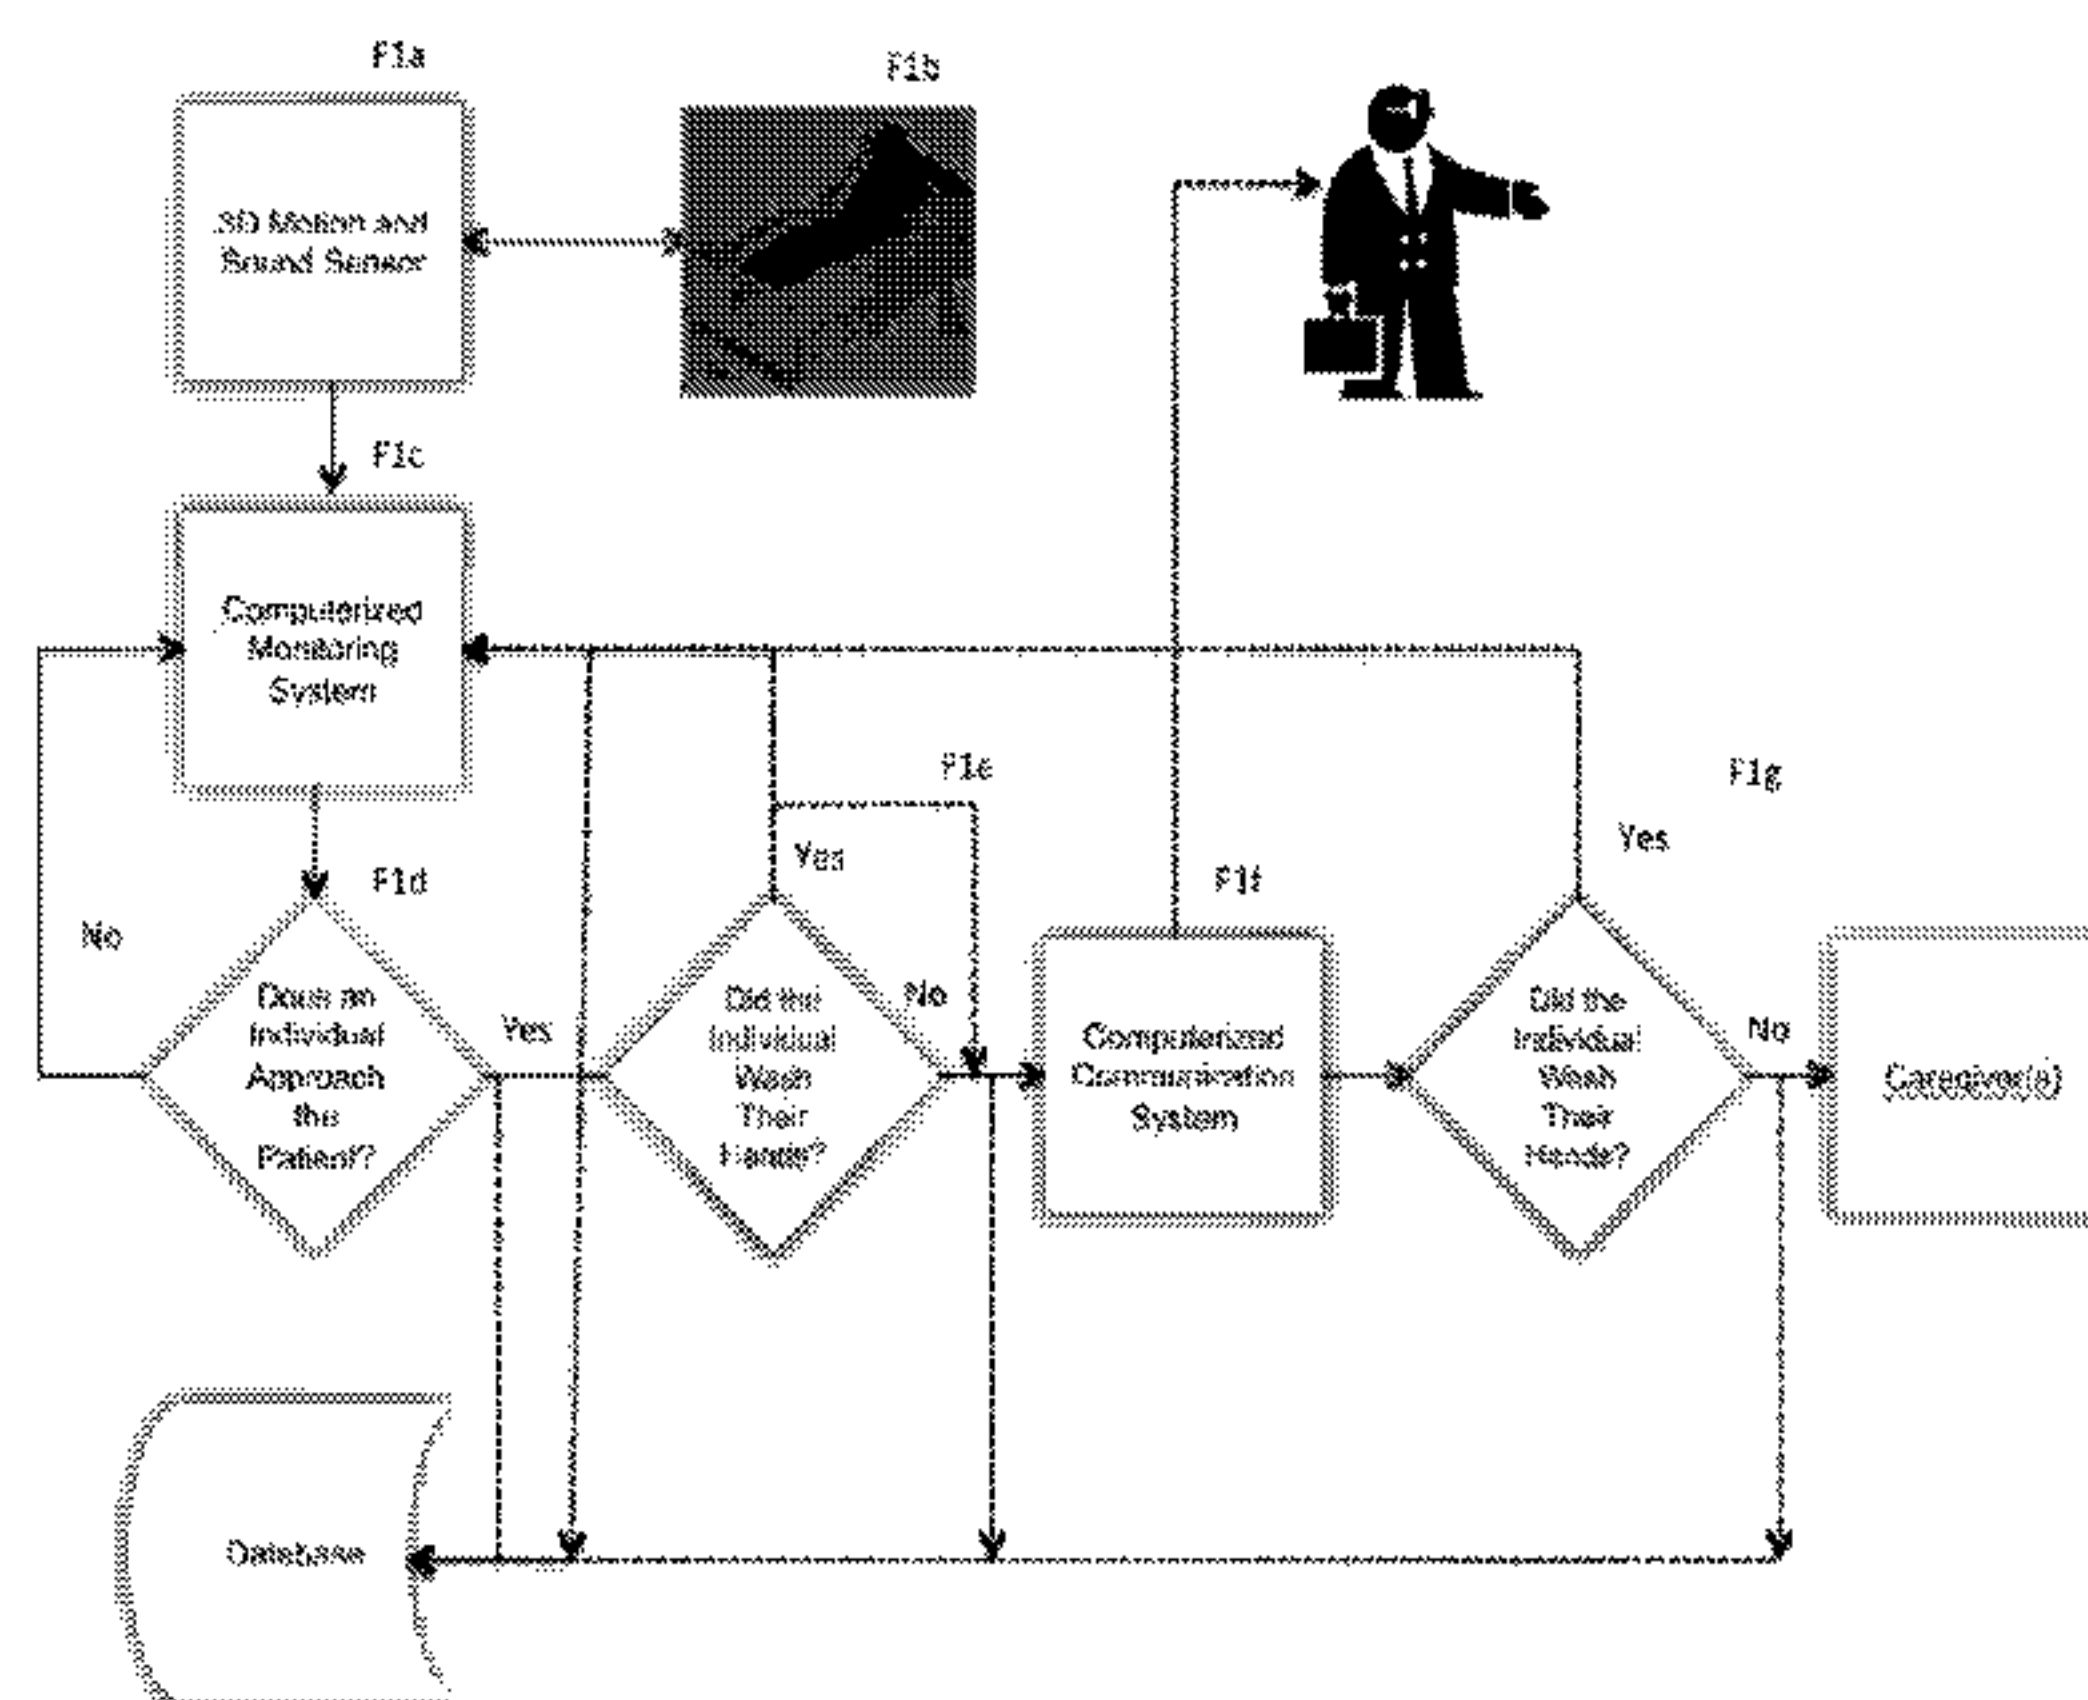 F1a
F1b
3D Motion and
Sound Sensor
F1c
Computerized
Monitoring
System
F1e
F1g
Yes
Yes
F1d
F1f
No
Does an
Individual
Approach
the
Patient?
Yes
Did the
Individual
Wash
Their
Hands?
No
Computerized
Communication
System
Did the
Individual
Wash
Their
Hands?
No
Caregiver(s)
Database